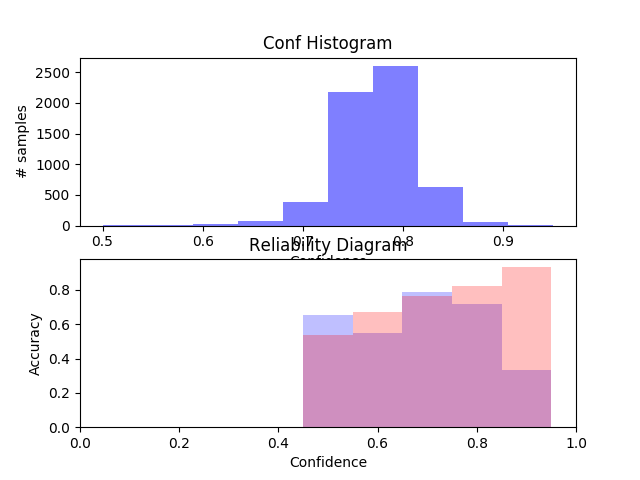 Conf Histogram
2500
2000
1500
1000
500
0
# samples
0.5 0.6 0.7 0.8 0.9
Confidence
Reliability Diagram
0.8
0.6
0.4
0.2
0.0
Accuracy
0.0 0.2 0.4 0.6 0.8 1.0
Confidence